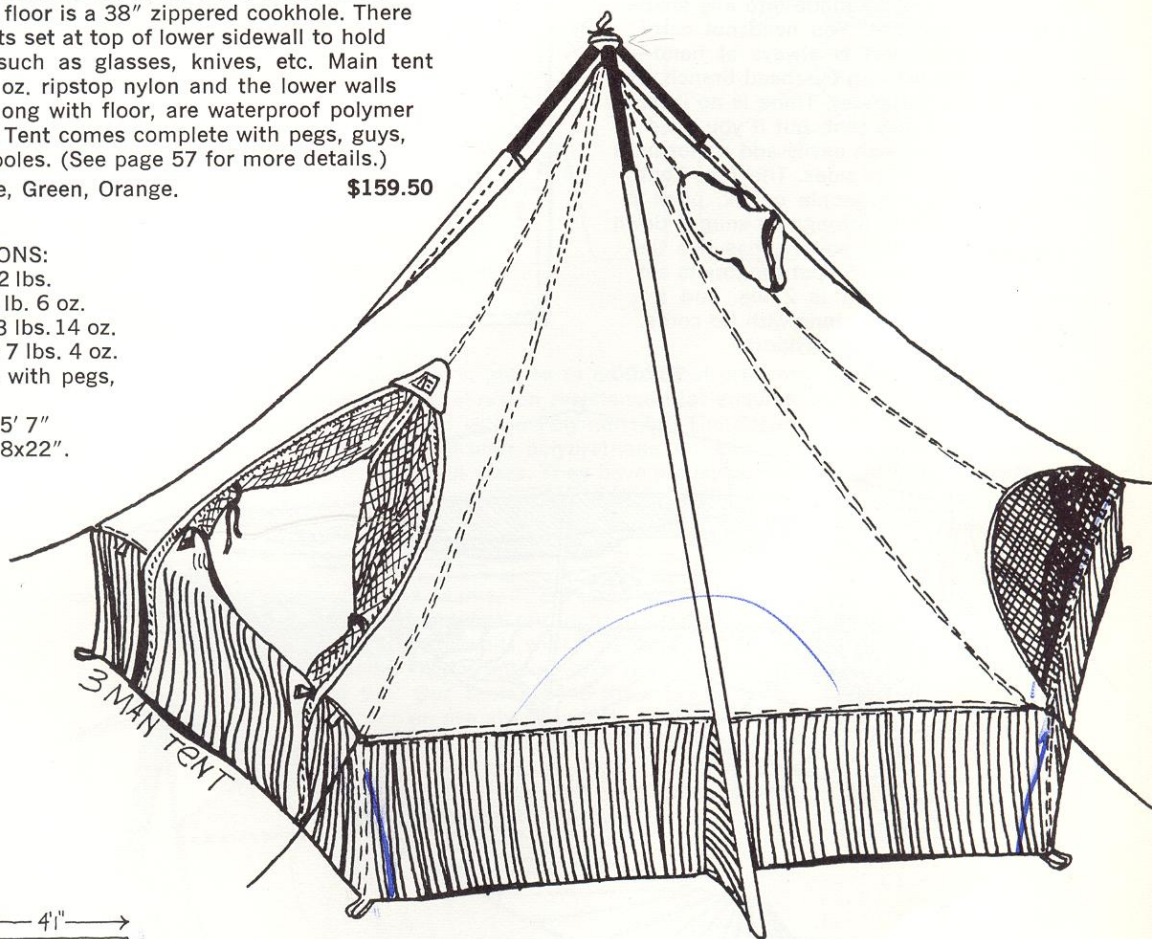 floor is a 38″ zippered cookhole. There
ts set at top of lower sidewall to hold
such as glasses, knives, etc. Main tent
oz. ripstop nylon and the lower walls
ong with floor, are waterproof polymer
Tent comes complete with pegs, guys,
poles. (See page 57 for more details.)
e, Green, Orange. $159.50
ONS:
2 lbs.
lb. 6 oz.
3 lbs. 14 oz.
7 lbs. 4 oz.
with pegs,
5′ 7″
8x22″.
3 MAN TENT
4'1"